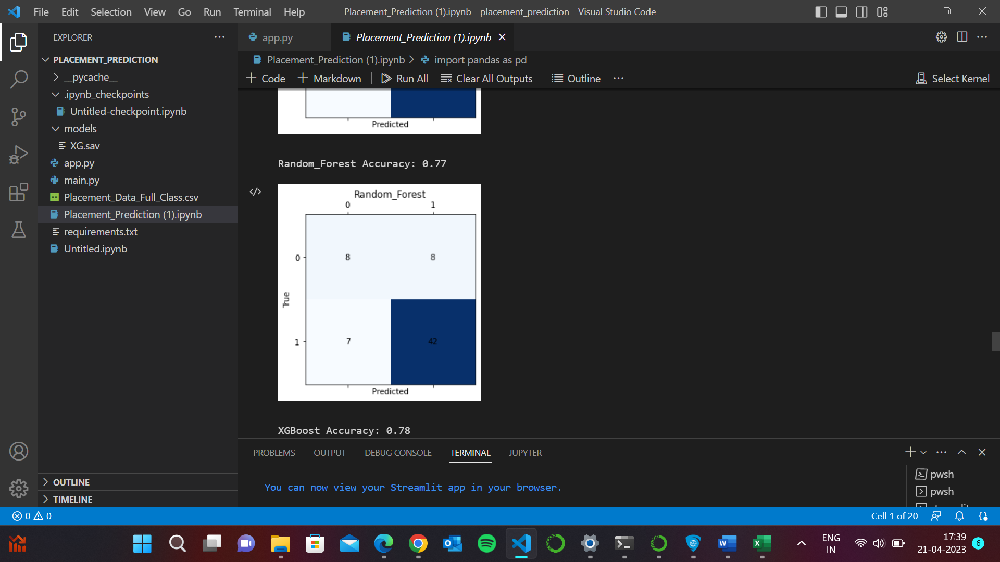 File Edit Selection View Go Run Terminal Help
Placement_Prediction (1).ipynb - placement_prediction - Visual Studio Code
EXPLORER
PLACEMENT_PREDICTION
__pycache__
.ipynb_checkpoints
Untitled-checkpoint.ipynb
models
XG.sav
app.py
main.py
Placement_Data_Full_Class.csv
Placement_Prediction (1).ipynb
requirements.txt
Untitled.ipynb
OUTLINE
TIMELINE
app.py
Placement_Prediction (1).ipynb
Placement_Prediction (1).ipynb > import pandas as pd
+ Code + Markdown Run All Clear All Outputs Outline ...
Select Kernel
Predicted
Random_Forest Accuracy: 0.77
Random_Forest
0 1
0 8 8
True
1 7 42
Predicted
XGBoost Accuracy: 0.78
PROBLEMS OUTPUT DEBUG CONSOLE TERMINAL JUPYTER
You can now view your Streamlit app in your browser.
pwsh
pwsh
streamlit
0 0
Cell 1 of 20
ENG
IN
17:39
21-04-2023
6